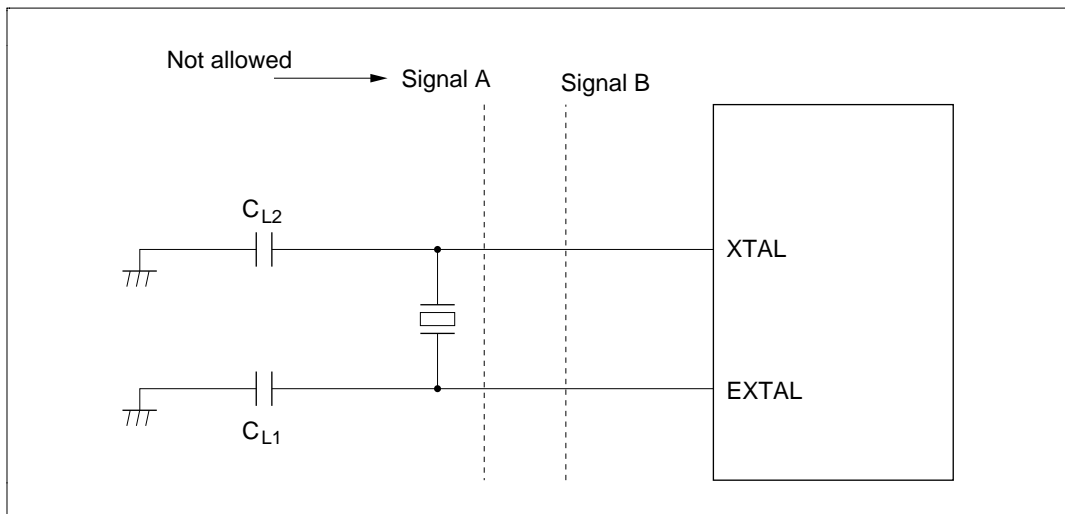 Not allowed
Signal A
Signal B
CL2
XTAL
EXTAL
CL1